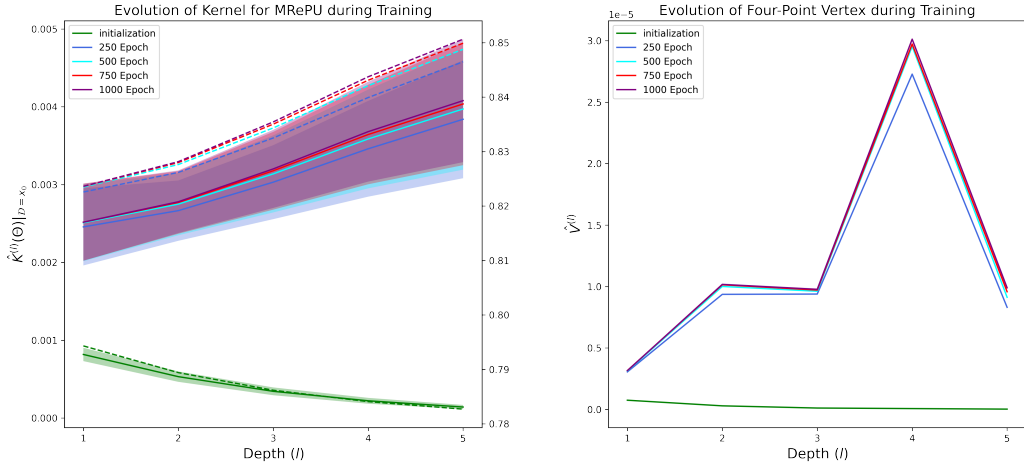 Evolution of Kernel for MRePU during Training
initialization
250 Epoch
500 Epoch
750 Epoch
1000 Epoch
0.005
0.004
0.003
0.002
0.001
0.000
0.85
0.84
0.83
0.82
0.81
0.80
0.79
0.78
K̂⁽ˡ⁾(Θ)|_{D=x₀}
1 2 3 4 5
Depth (l)
Evolution of Four-Point Vertex during Training
1e−5
initialization
250 Epoch
500 Epoch
750 Epoch
1000 Epoch
3.0
2.5
2.0
1.5
1.0
0.5
0.0
V̂⁽ˡ⁾
1 2 3 4 5
Depth (l)